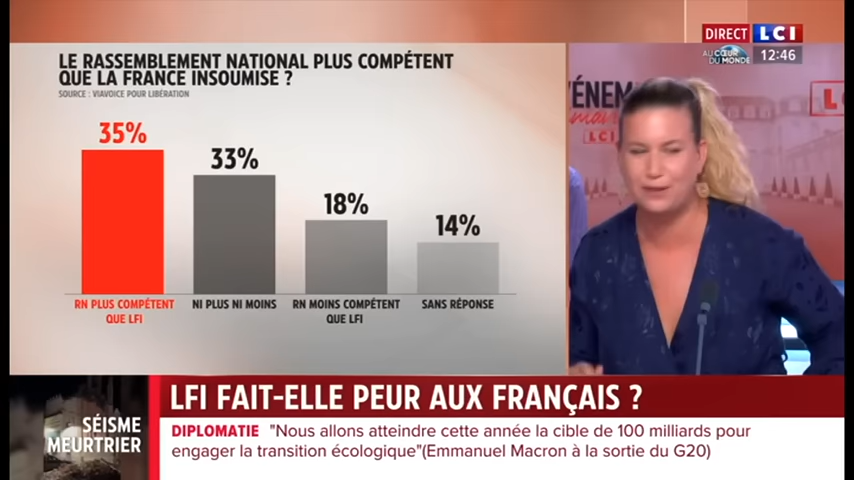 DIRECT LCI
AU CŒUR
DU MONDE
12:46
LE RASSEMBLEMENT NATIONAL PLUS COMPÉTENT
QUE LA FRANCE INSOUMISE ?
SOURCE : VIAVOICE POUR LIBÉRATION
35%
33%
18%
14%
RN PLUS COMPÉTENT
QUE LFI
NI PLUS NI MOINS
RN MOINS COMPÉTENT
QUE LFI
SANS RÉPONSE
LCI
SÉISME
MEURTRIER
LFI FAIT-ELLE PEUR AUX FRANÇAIS ?
DIPLOMATIE "Nous allons atteindre cette année la cible de 100 milliards pour
engager la transition écologique"(Emmanuel Macron à la sortie du G20)